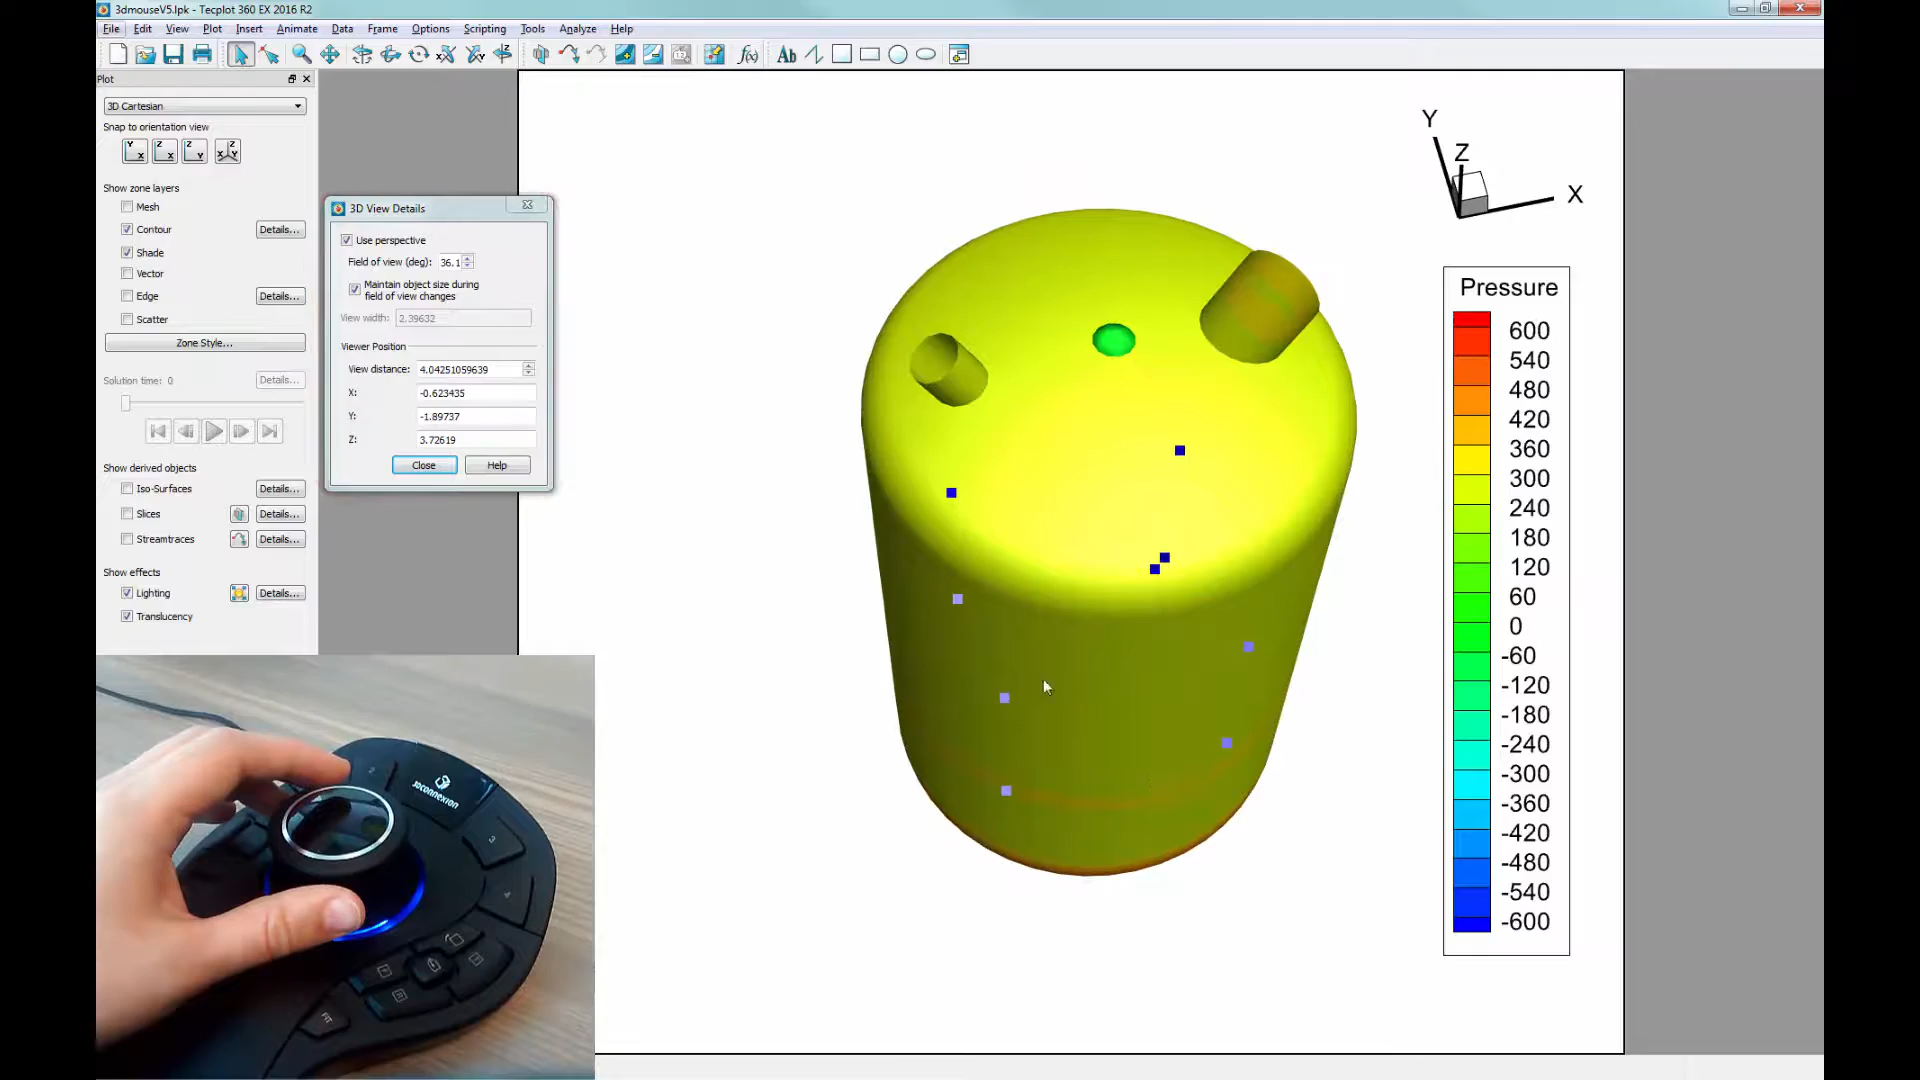 3dmouseV5.lpk - Tecplot 360 EX 2016 R2
File Edit View Plot Insert Animate Data Frame Options Scripting Tools Analyze Help
Plot
3D Cartesian
Snap to orientation view
Show zone layers
Mesh
Contour Details...
Shade
Vector
Edge Details...
Scatter
Zone Style...
Solution time: 0 Details...
Show derived objects
Iso-Surfaces Details...
Slices Details...
Streamtraces Details...
Show effects
Lighting Details...
Translucency
3D View Details
Use perspective
Field of view (deg): 36.1
Maintain object size during
field of view changes
View width: 2.39632
Viewer Position
View distance: 4.04251059639
X: -0.623435
Y: -1.89737
Z: 3.72619
Close Help
Y
Z
X
Pressure
600
540
480
420
360
300
240
180
120
60
0
-60
-120
-180
-240
-300
-360
-420
-480
-540
-600
3Dconnexion
2
3
4
FIT